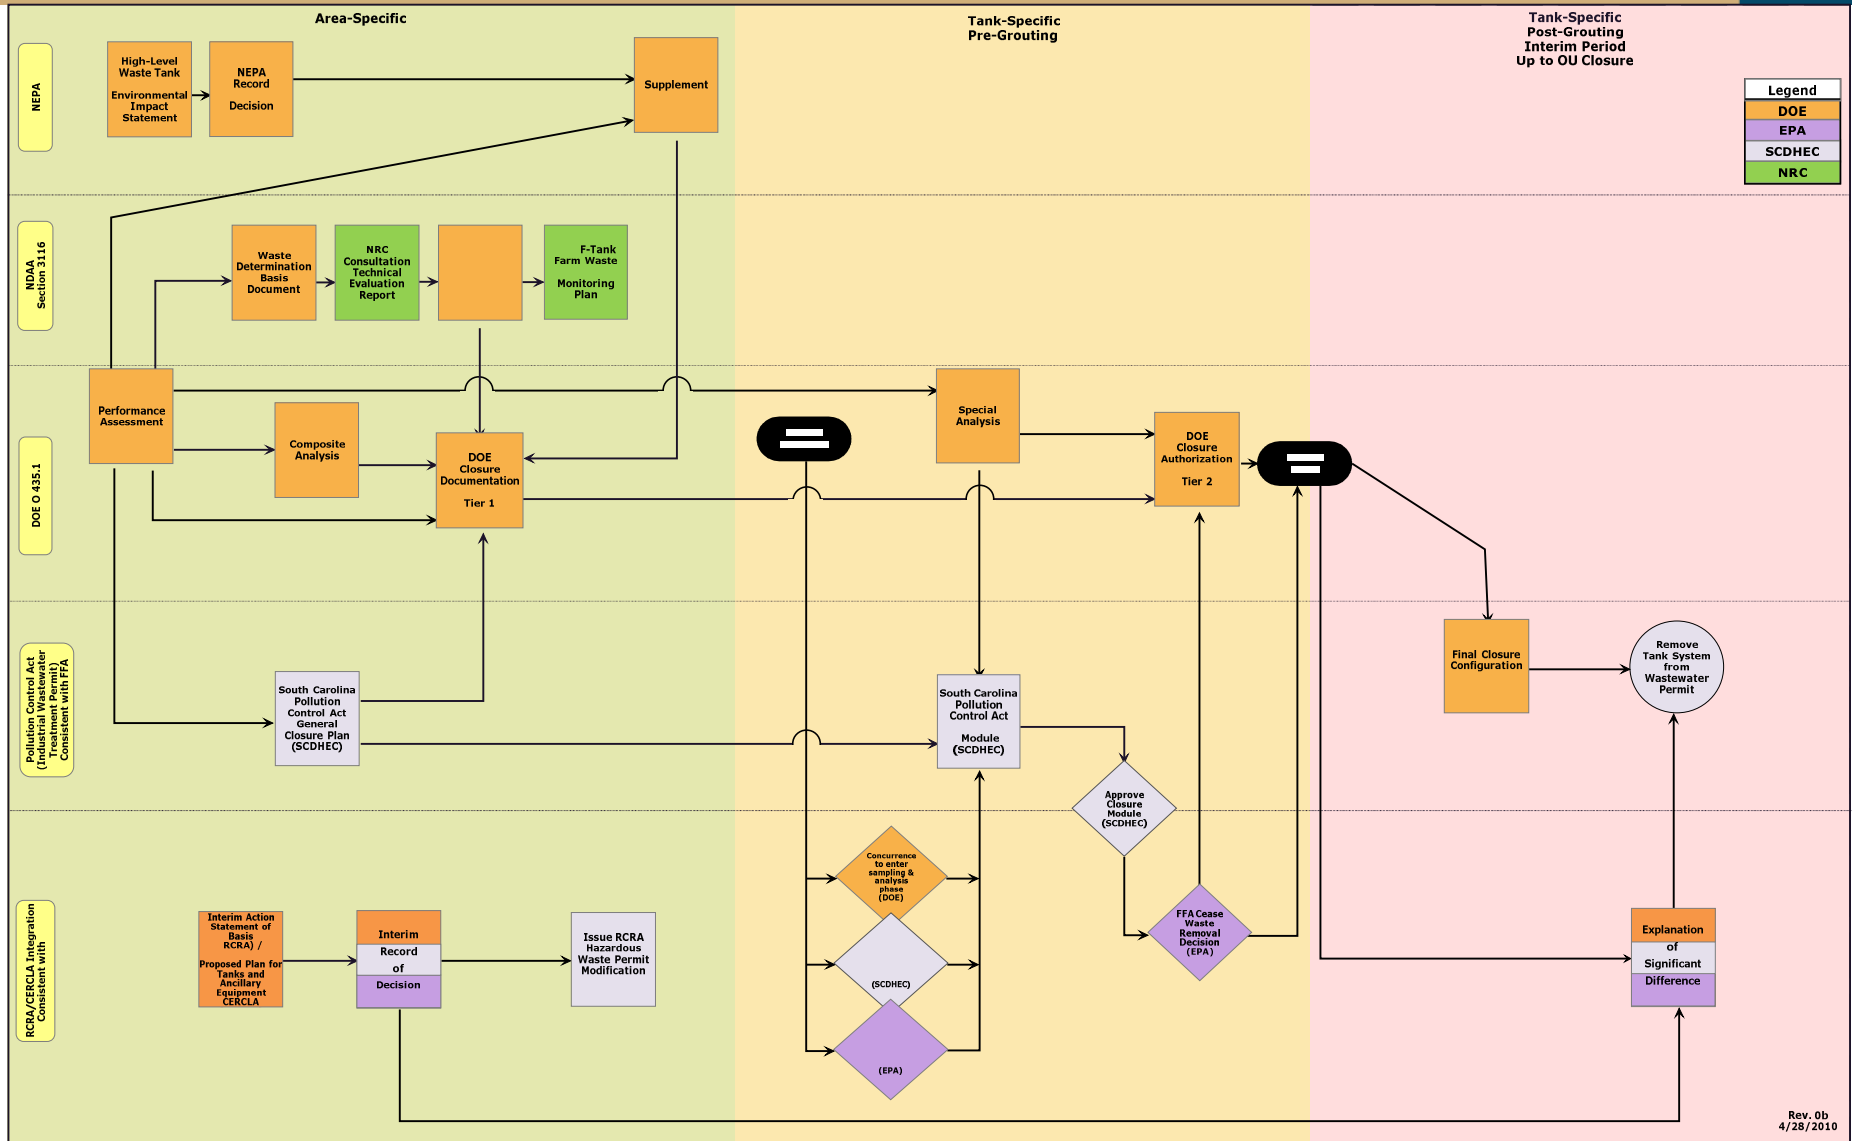 Area-Specific
Tank-Specific
Pre-Grouting
Tank-Specific
Post-Grouting
Interim Period
Up to OU Closure
Legend
DOE
EPA
SCDHEC
NRC
NEPA
High-Level
Waste Tank
Environmental
Impact
Statement
NEPA
Record
Decision
Supplement
NDAA
Section 3116
Waste
Determination
Basis
Document
NRC
Consultation
Technical
Evaluation
Report
F-Tank
Farm Waste
Monitoring
Plan
DOE O 435.1
Performance
Assessment
Composite
Analysis
DOE
Closure
Documentation
Tier 1
Special
Analysis
DOE
Closure
Authorization
Tier 2
Pollution Control Act
(Industrial Wastewater
Treatment Permit)
Consistent with FFA
South Carolina
Pollution
Control Act
General
Closure Plan
(SCDHEC)
South Carolina
Pollution
Control Act
Module
(SCDHEC)
Approve
Closure
Module
(SCDHEC)
Final Closure
Configuration
Remove
Tank System
from
Wastewater
Permit
RCRA/CERCLA Integration
Consistent with
Interim Action
Statement of
Basis
RCRA) /
Proposed Plan for
Tanks and
Ancillary
Equipment
CERCLA
Interim
Record
of
Decision
Issue RCRA
Hazardous
Waste Permit
Modification
Concurrence
to enter
sampling &
analysis
phase
(DOE)
(SCDHEC)
(EPA)
FFA Cease
Waste
Removal
Decision
(EPA)
Explanation
of
Significant
Difference
Rev. 0b
4/28/2010